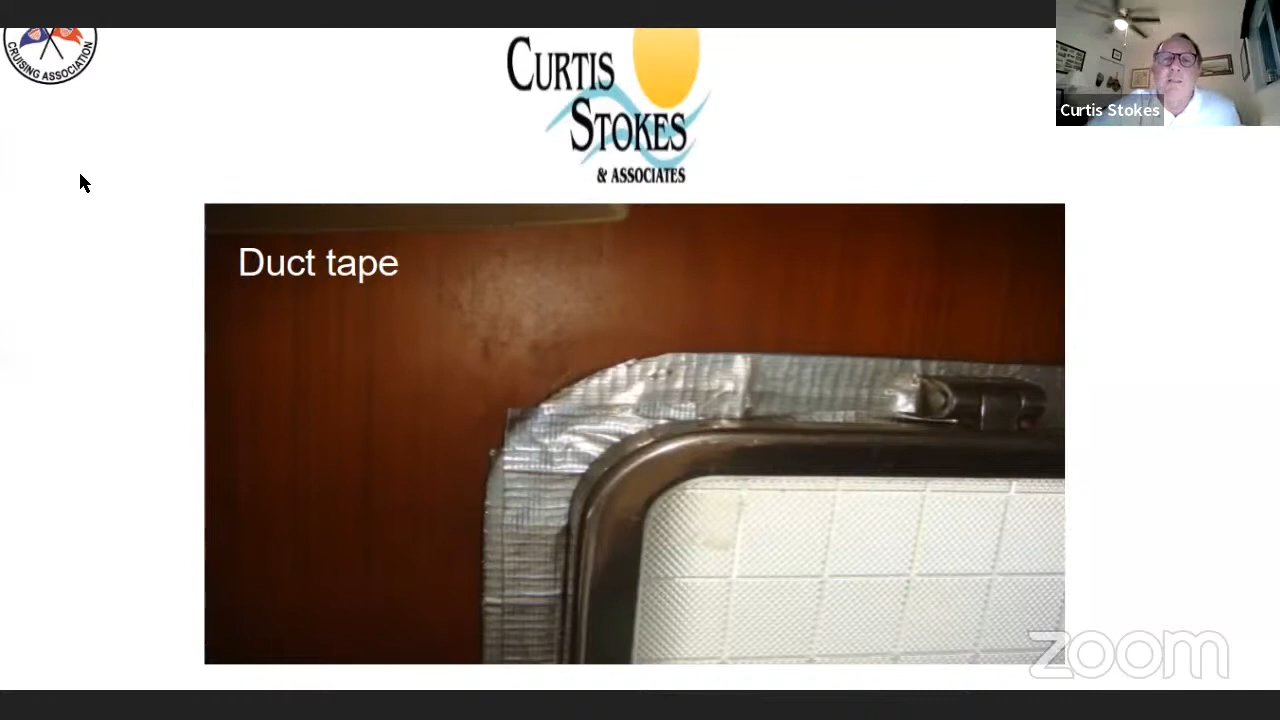 CRUISING ASSOCIATION
CURTIS
STOKES
& ASSOCIATES
Curtis Stokes
Duct tape
zoom